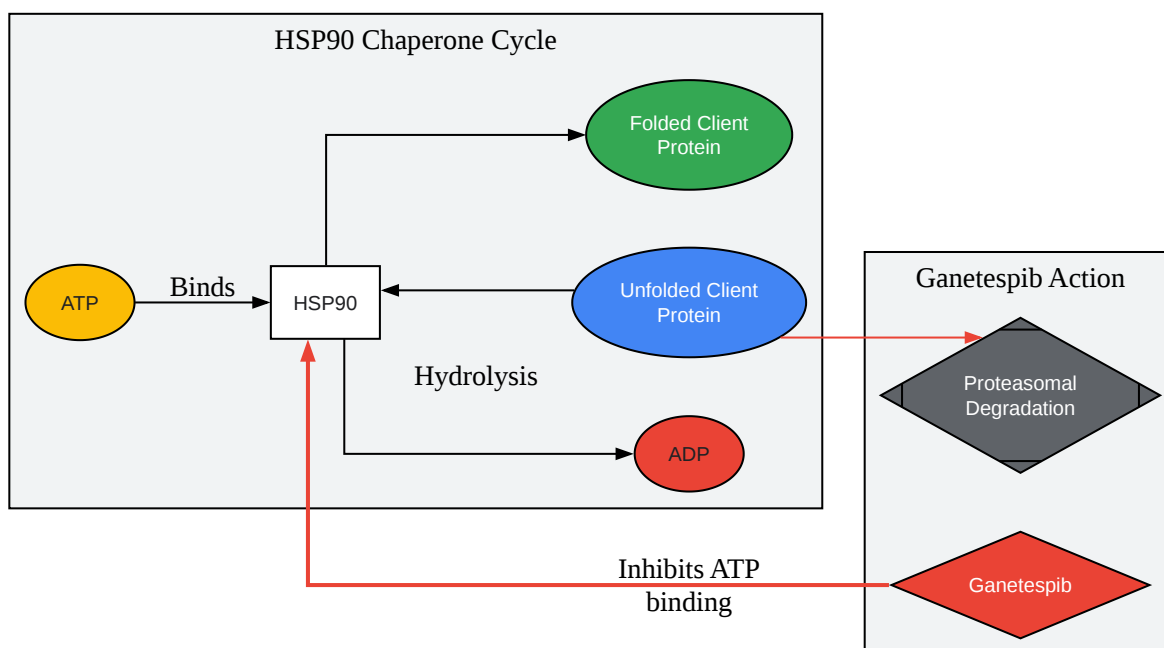 HSP90 Chaperone Cycle
Folded Client
Protein
ATP
Binds
HSP90
Unfolded Client
Protein
Hydrolysis
ADP
Ganetespib Action
Proteasomal
Degradation
Inhibits ATP
binding
Ganetespib